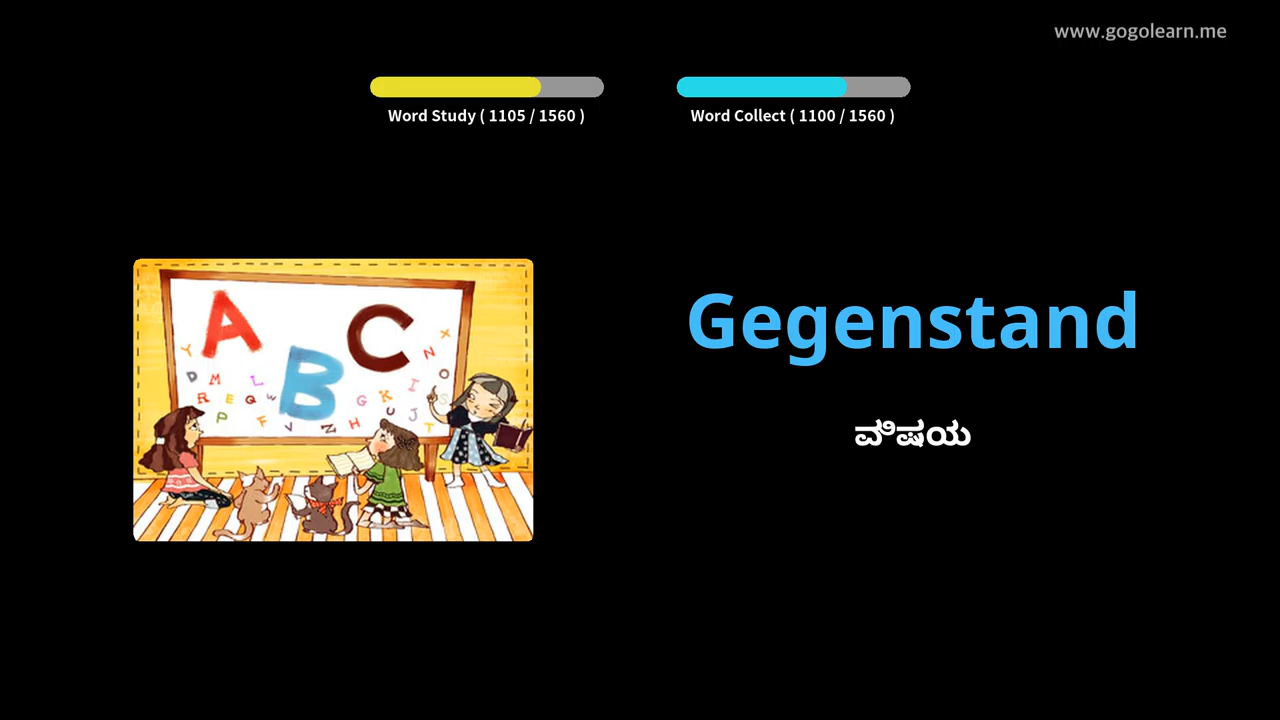 www.gogolearn.me
Word Study ( 1105 / 1560 )
Word Collect ( 1100 / 1560 )
A
B
C
Y
X
D M L
N
O
R E Q W
G K I
S
P F V Z H U J T
Gegenstand
ವಿಷಯ